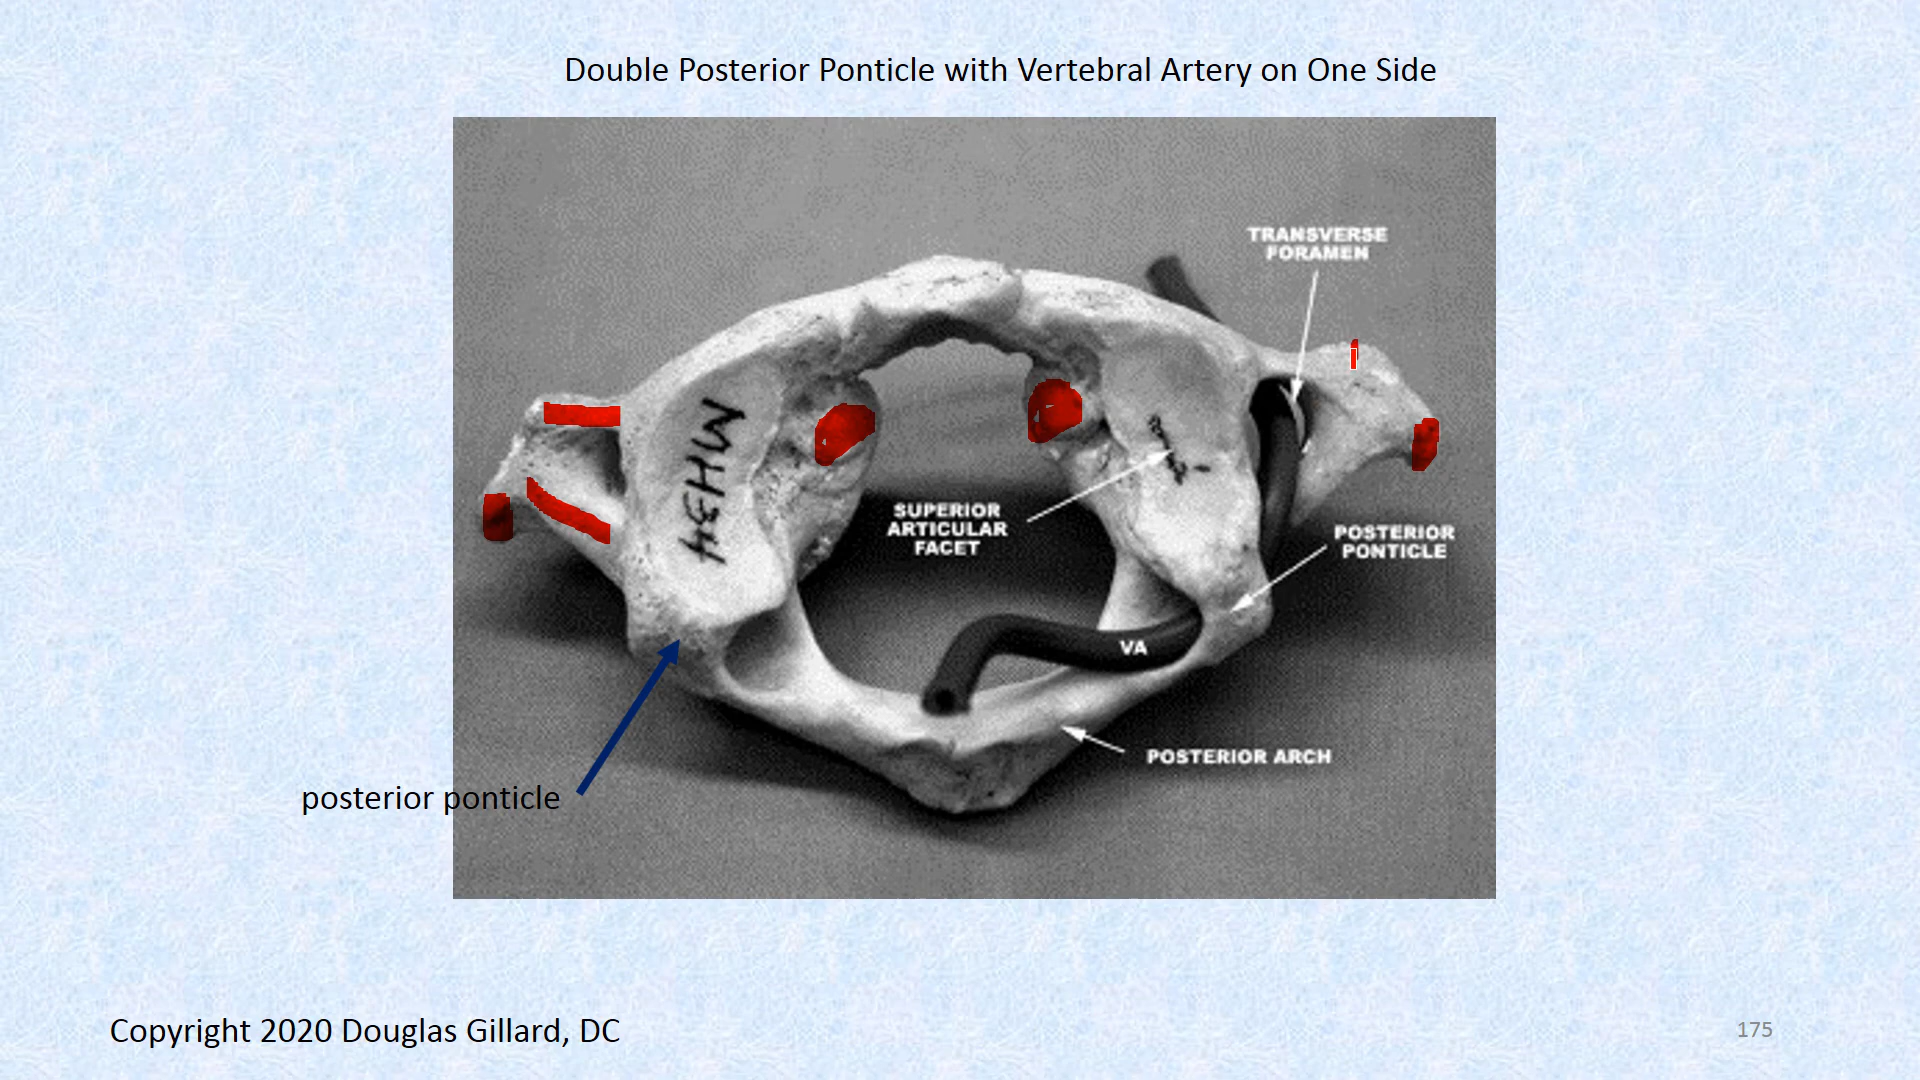 Double Posterior Ponticle with Vertebral Artery on One Side
TRANSVERSE
FORAMEN
MH34
SUPERIOR
ARTICULAR
FACET
POSTERIOR
PONTICLE
VA
POSTERIOR ARCH
posterior ponticle
Copyright 2020 Douglas Gillard, DC
175